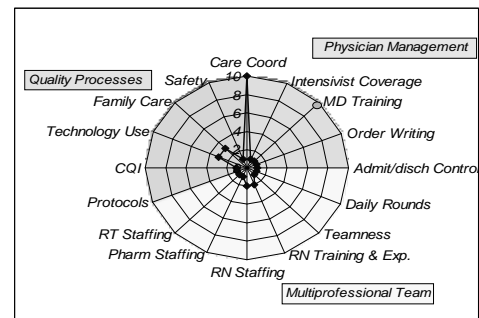 Care Coord
Physician Management
10
Quality Processes
Safety
Intensivist Coverage
8
Family Care
MD Training
6
Technology Use
Order Writing
4
2
CQI
Admit/disch Control
Protocols
Daily Rounds
RT Staffing
Teamness
Pharm Staffing
RN Training & Exp.
RN Staffing
Multiprofessional Team